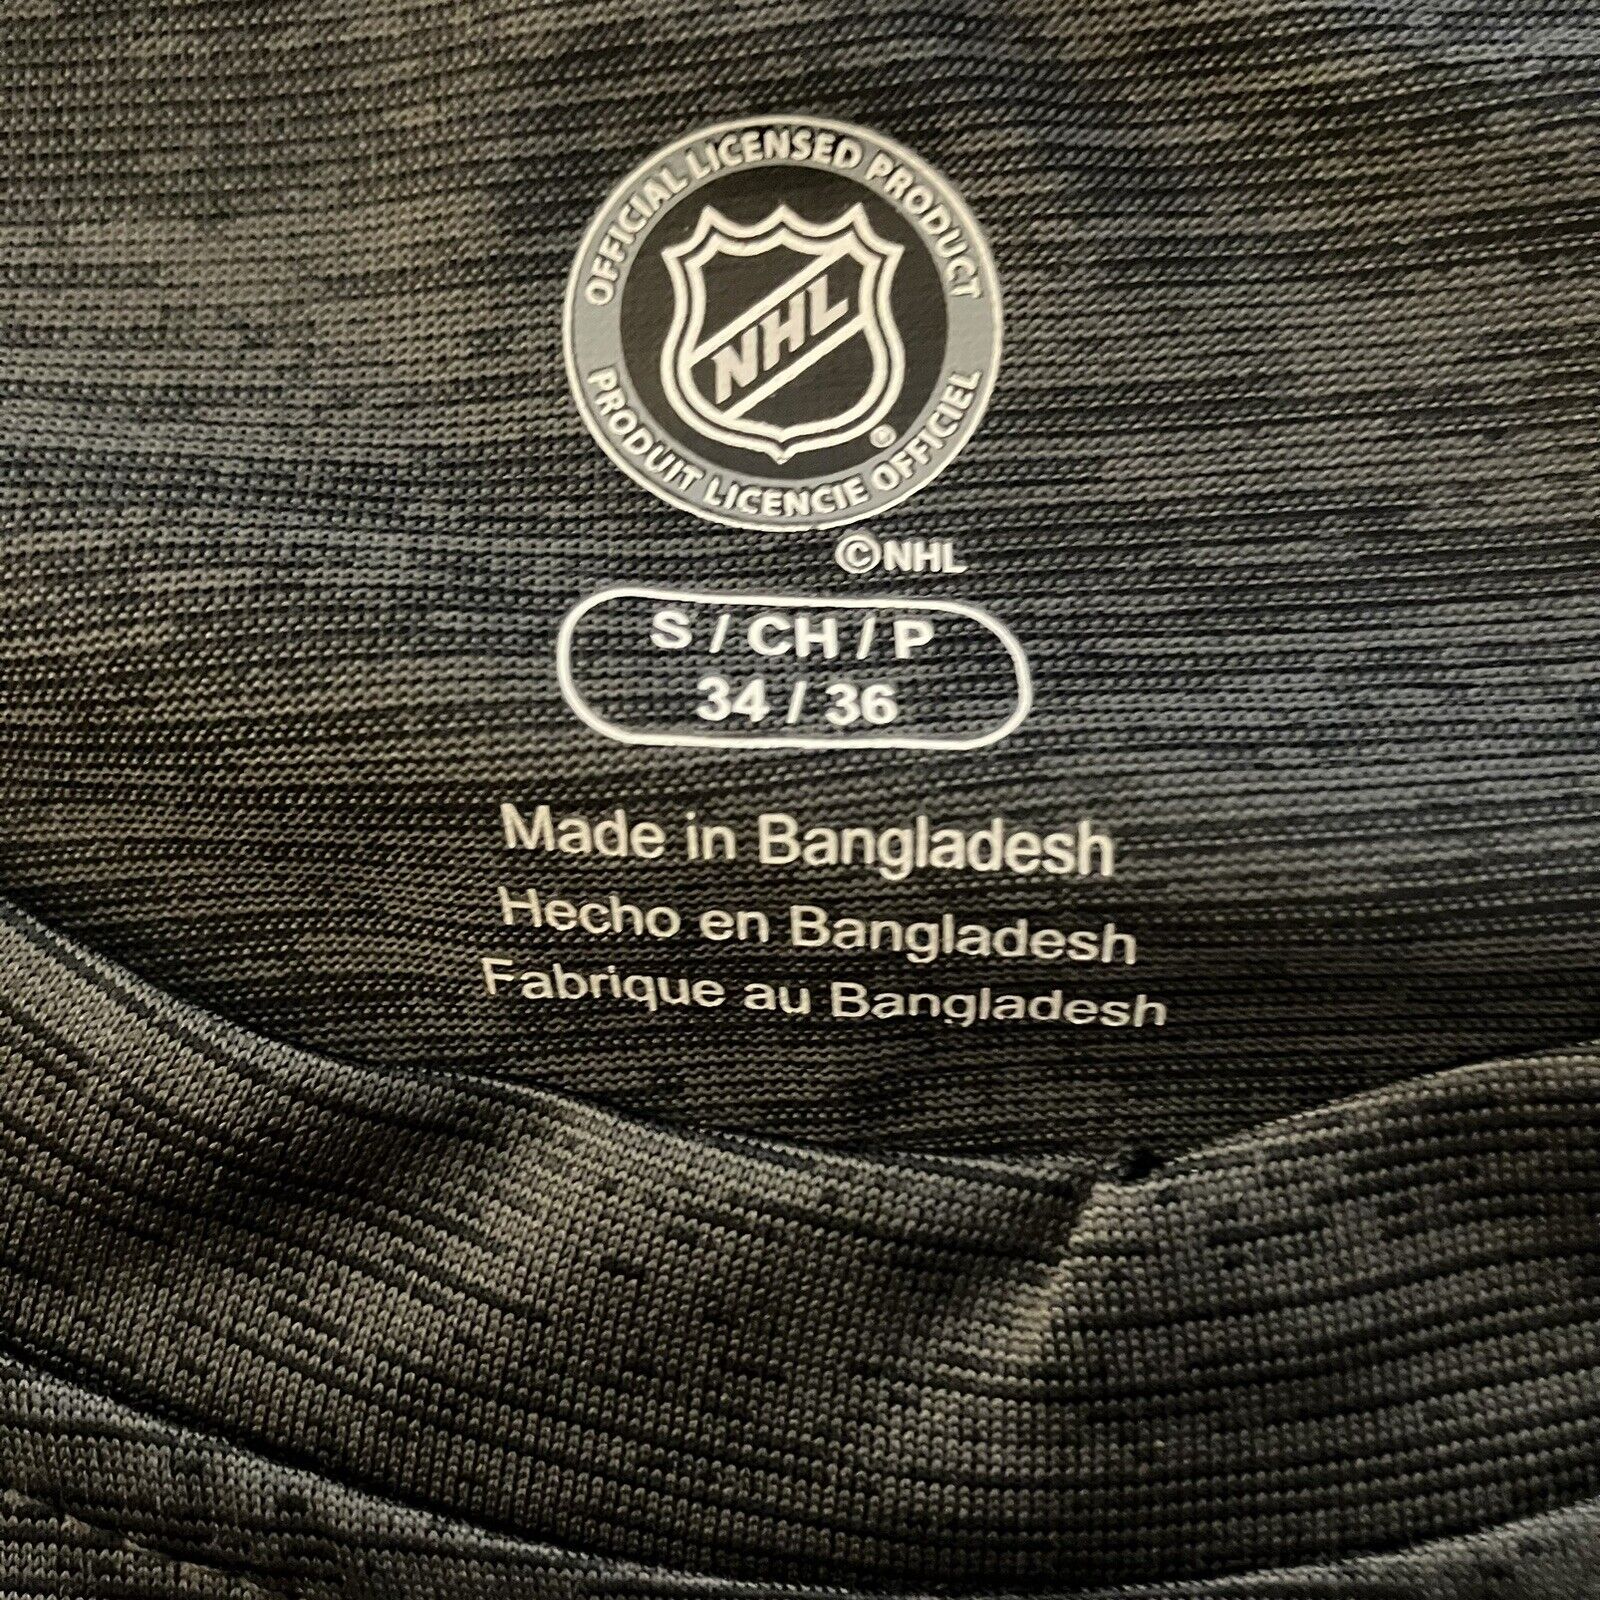 OFFICIAL LICENSED PRODUCT
NHL
©
PRODUIT LICENCIE OFFICIEL
©NHL
S / CH / P
34 / 36
Made in Bangladesh
Hecho en Bangladesh
Fabrique au Bangladesh